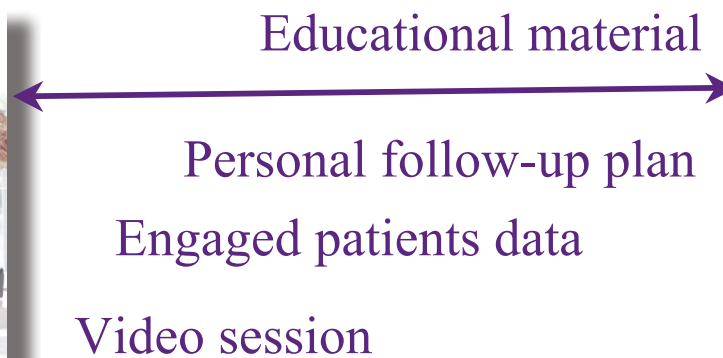 Educational material
Personal follow-up plan
Engaged patients data
Video session